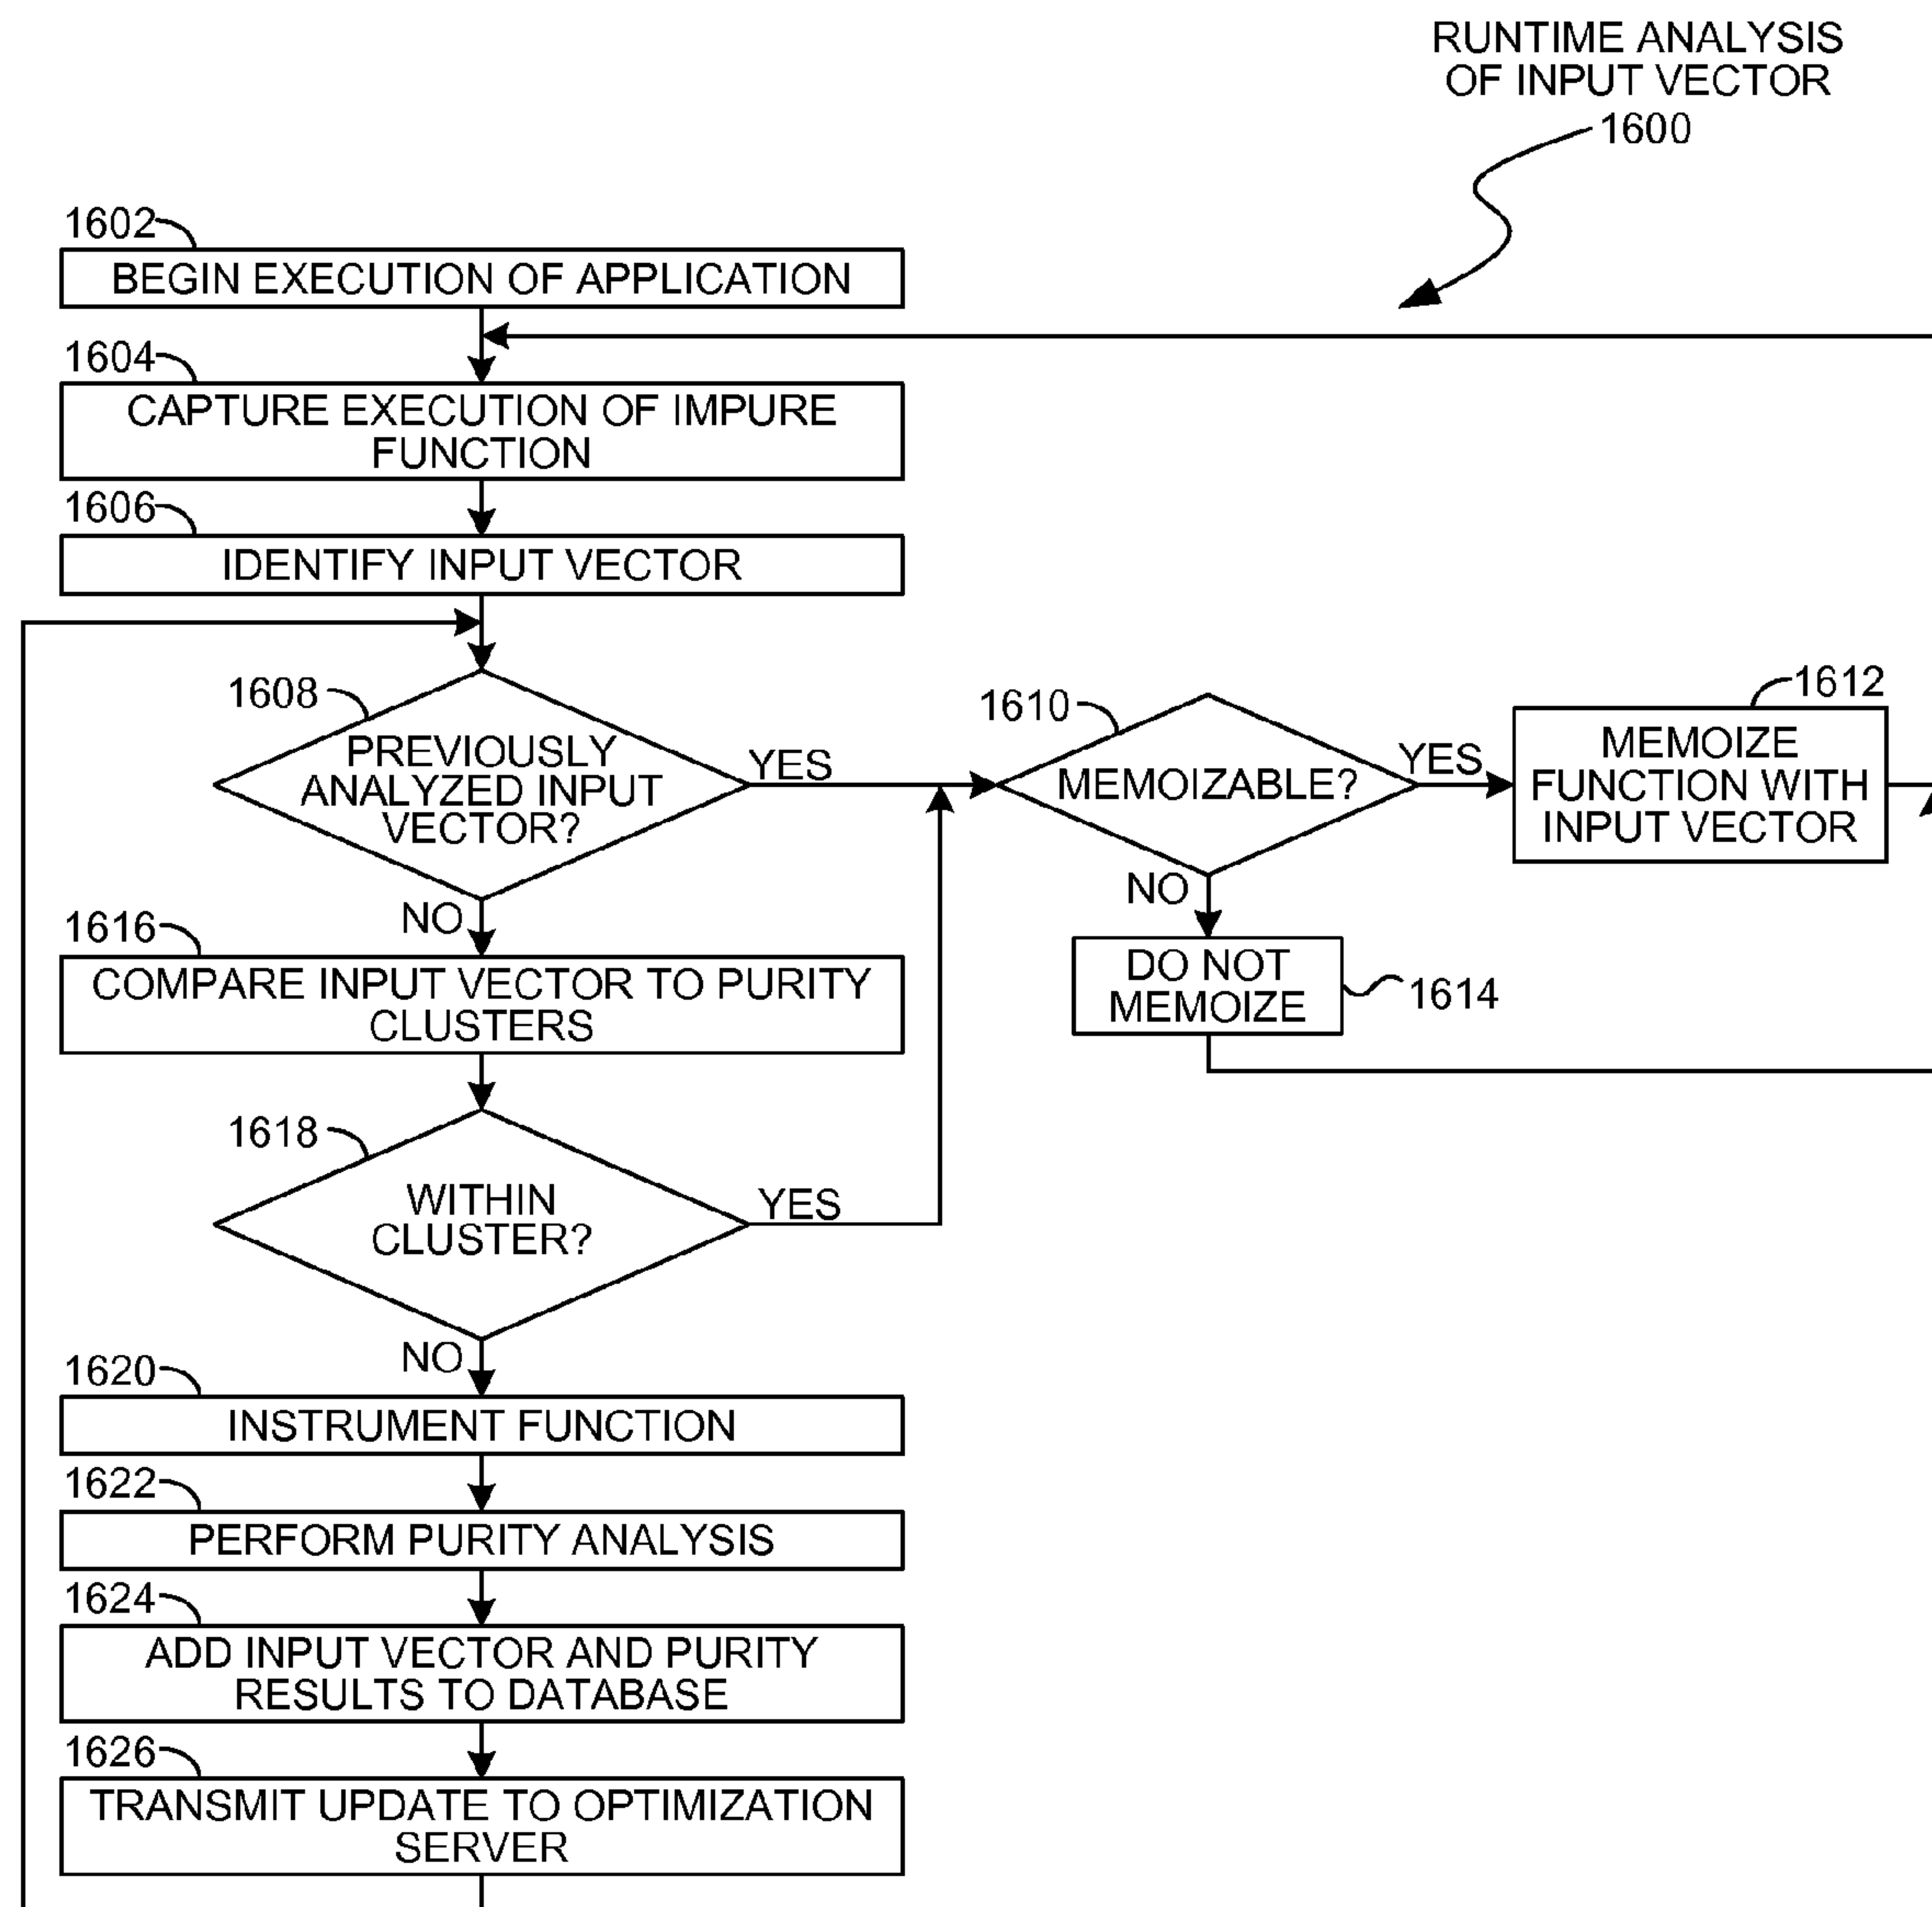 RUNTIME ANALYSIS
OF INPUT VECTOR
1600
1602
BEGIN EXECUTION OF APPLICATION
1604
CAPTURE EXECUTION OF IMPURE
FUNCTION
1606
IDENTIFY INPUT VECTOR
1608
PREVIOUSLY
ANALYZED INPUT
VECTOR?
YES
NO
1610
MEMOIZABLE?
YES
NO
1612
MEMOIZE
FUNCTION WITH
INPUT VECTOR
DO NOT
MEMOIZE
1614
1616
COMPARE INPUT VECTOR TO PURITY
CLUSTERS
1618
WITHIN
CLUSTER?
YES
NO
1620
INSTRUMENT FUNCTION
1622
PERFORM PURITY ANALYSIS
1624
ADD INPUT VECTOR AND PURITY
RESULTS TO DATABASE
1626
TRANSMIT UPDATE TO OPTIMIZATION
SERVER